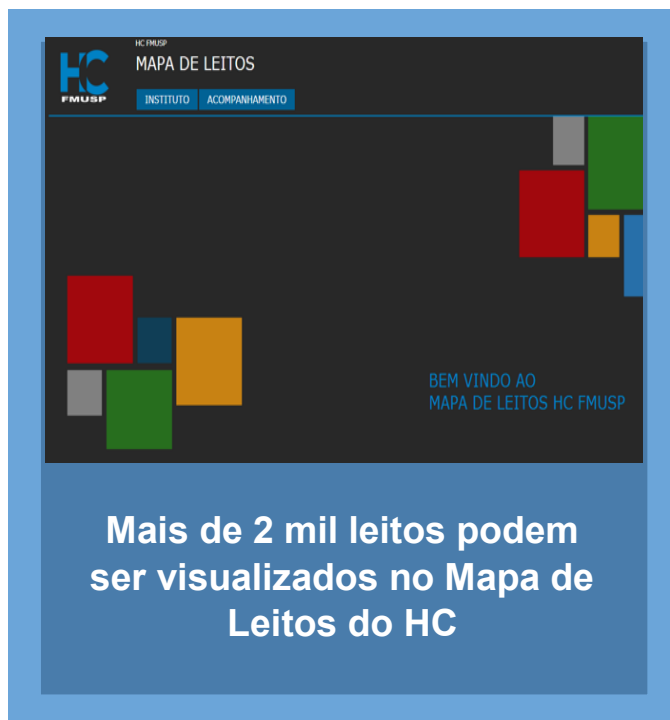 HC FMUSP
HC
FMUSP
MAPA DE LEITOS
INSTITUTO ACOMPANHAMENTO
BEM VINDO AO
MAPA DE LEITOS HC FMUSP
Mais de 2 mil leitos podem
ser visualizados no Mapa de
Leitos do HC